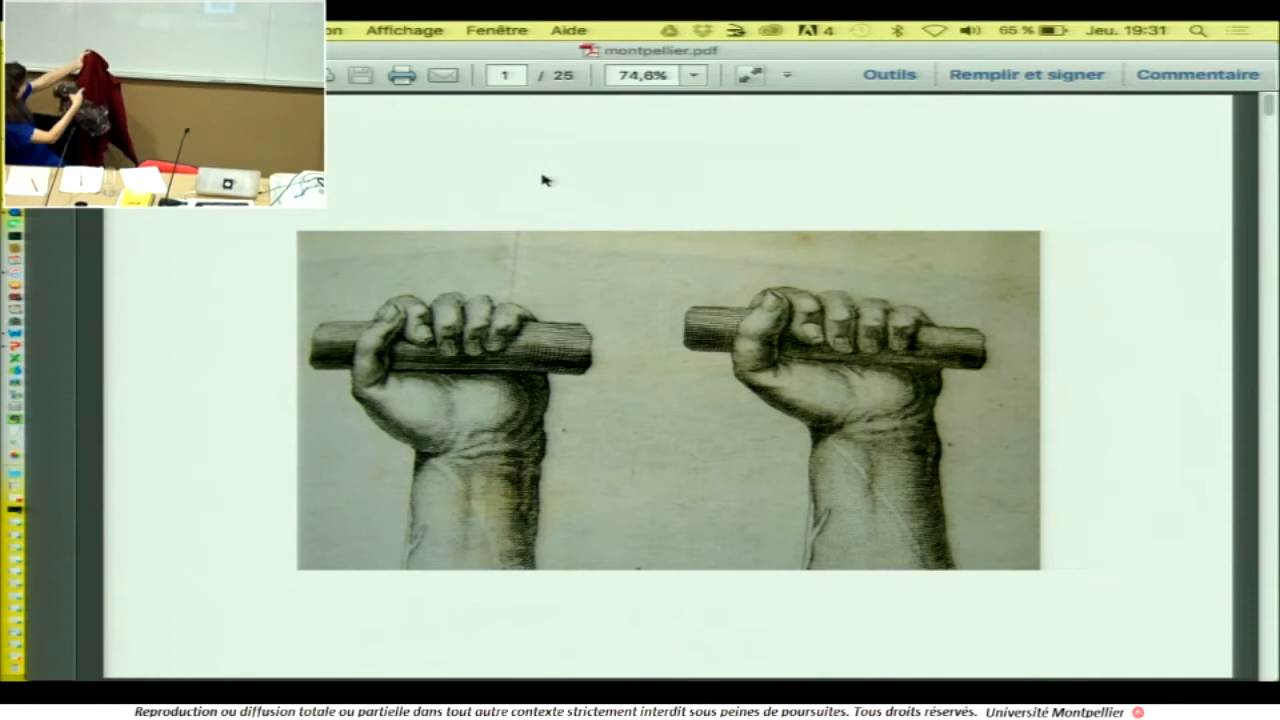 on Affichage Fenêtre Aide 4 65 % Jeu. 19:31
montpellier.pdf
1 / 25 74,6% Outils Remplir et signer Commentaire
Reproduction ou diffusion totale ou partielle dans tout autre contexte strictement interdit sous peines de poursuites. Tous droits réservés. Université Montpellier